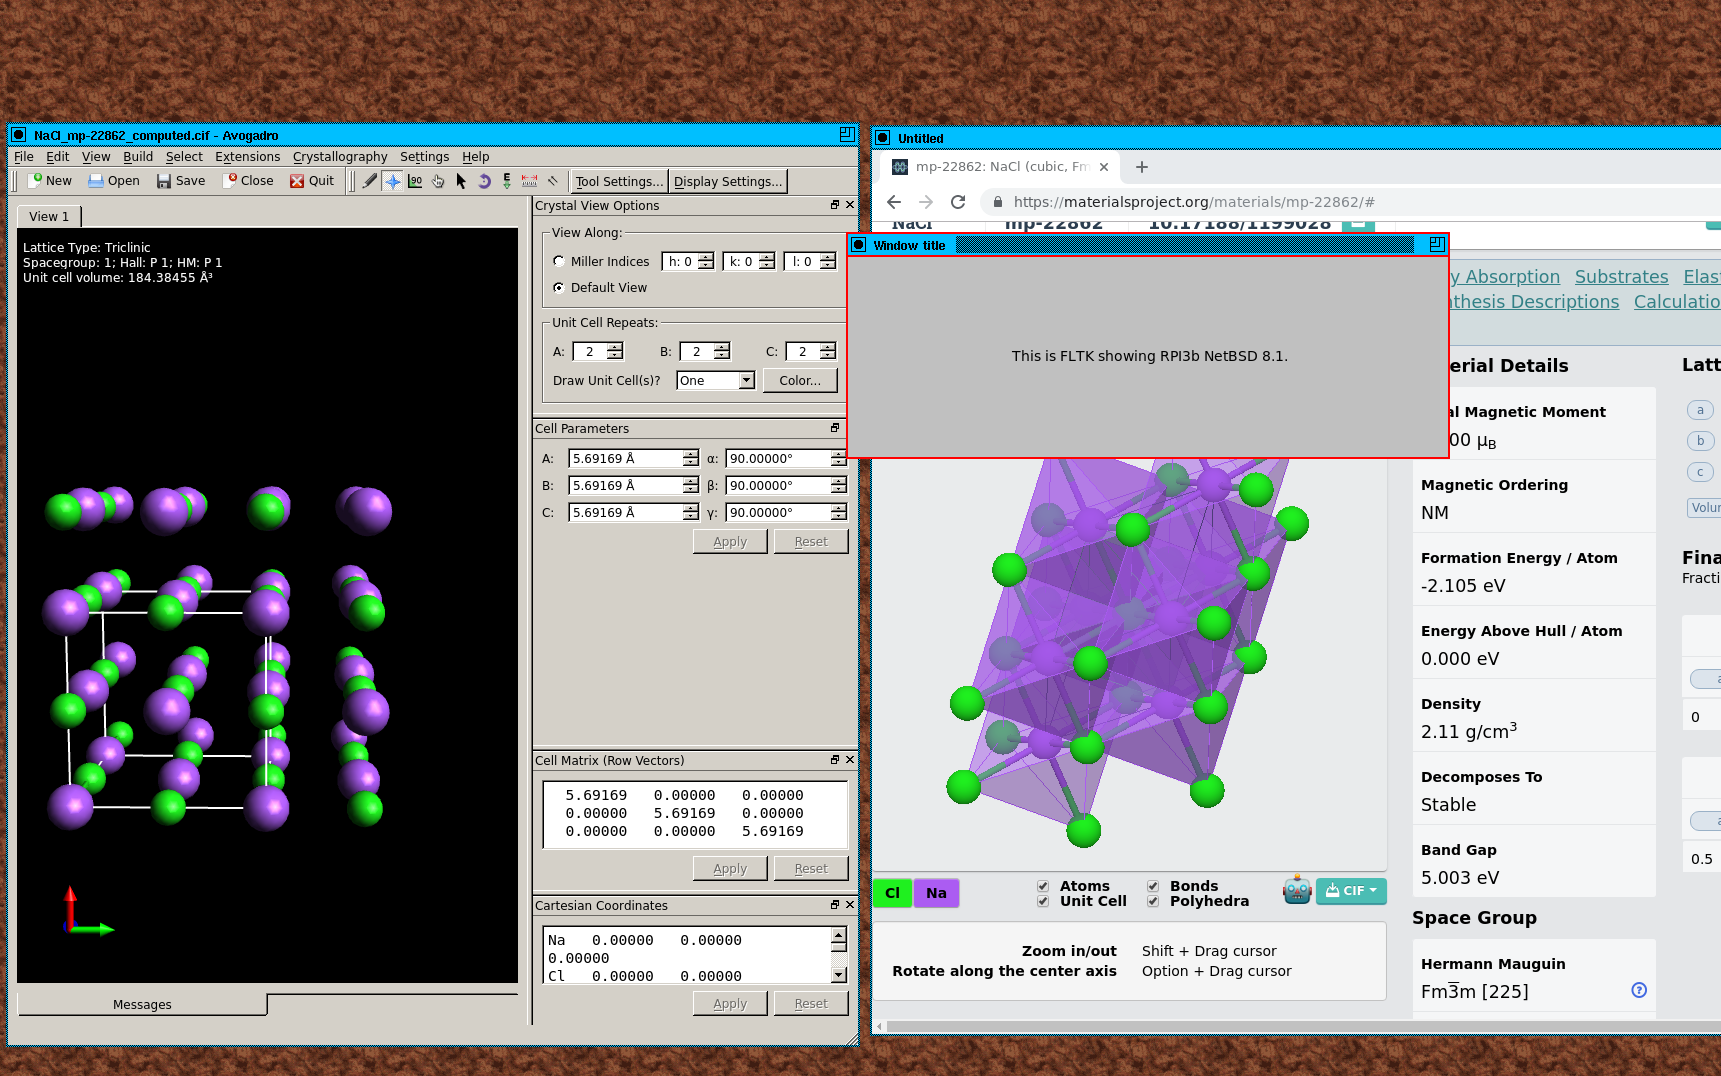 NaCl_mp-22862_computed.cif - Avogadro
File Edit View Build Select Extensions Crystallography Settings Help
New Open Save Close Quit Tool Settings... Display Settings...
View 1
Lattice Type: Triclinic
Spacegroup: 1; Hall: P 1; HM: P 1
Unit cell volume: 184.38455 Å³
Messages
Crystal View Options
View Along:
Miller Indices h: 0 k: 0 l: 0
Default View
Unit Cell Repeats:
A: 2 B: 2 C: 2
Draw Unit Cell(s)? One Color...
Cell Parameters
A: 5.69169 Å α: 90.00000°
B: 5.69169 Å β: 90.00000°
C: 5.69169 Å γ: 90.00000°
Apply Reset
Cell Matrix (Row Vectors)
5.69169 0.00000 0.00000
0.00000 5.69169 0.00000
0.00000 0.00000 5.69169
Apply Reset
Cartesian Coordinates
Na 0.00000 0.00000
0.00000
Cl 0.00000 0.00000
Apply Reset
Untitled
mp-22862: NaCl (cubic, Fm
https://materialsproject.org/materials/mp-22862/#
NaCl mp-22862 10.17188/1199028
Window title
This is FLTK showing RPI3b NetBSD 8.1.
y Absorption Substrates Elas
nthesis Descriptions Calculatio
erial Details
al Magnetic Moment
00 μB
Magnetic Ordering
NM
Formation Energy / Atom
-2.105 eV
Energy Above Hull / Atom
0.000 eV
Density
2.11 g/cm³
Decomposes To
Stable
Band Gap
5.003 eV
Space Group
Hermann Mauguin
Fm3̅m [225]
Latt
a
b
c
Volur
Fina
Fracti
a
0
a
0.5
Cl Na
Atoms Bonds
Unit Cell Polyhedra
CIF
Zoom in/out Shift + Drag cursor
Rotate along the center axis Option + Drag cursor